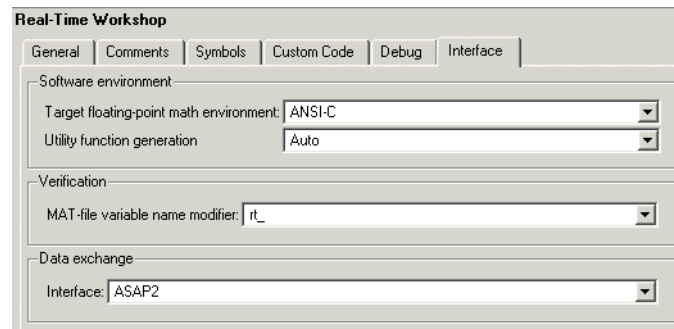 Real-Time Workshop
General Comments Symbols Custom Code Debug Interface
Software environment
Target floating-point math environment: ANSI-C
Utility function generation Auto
Verification
MAT-file variable name modifier: rt_
Data exchange
Interface: ASAP2